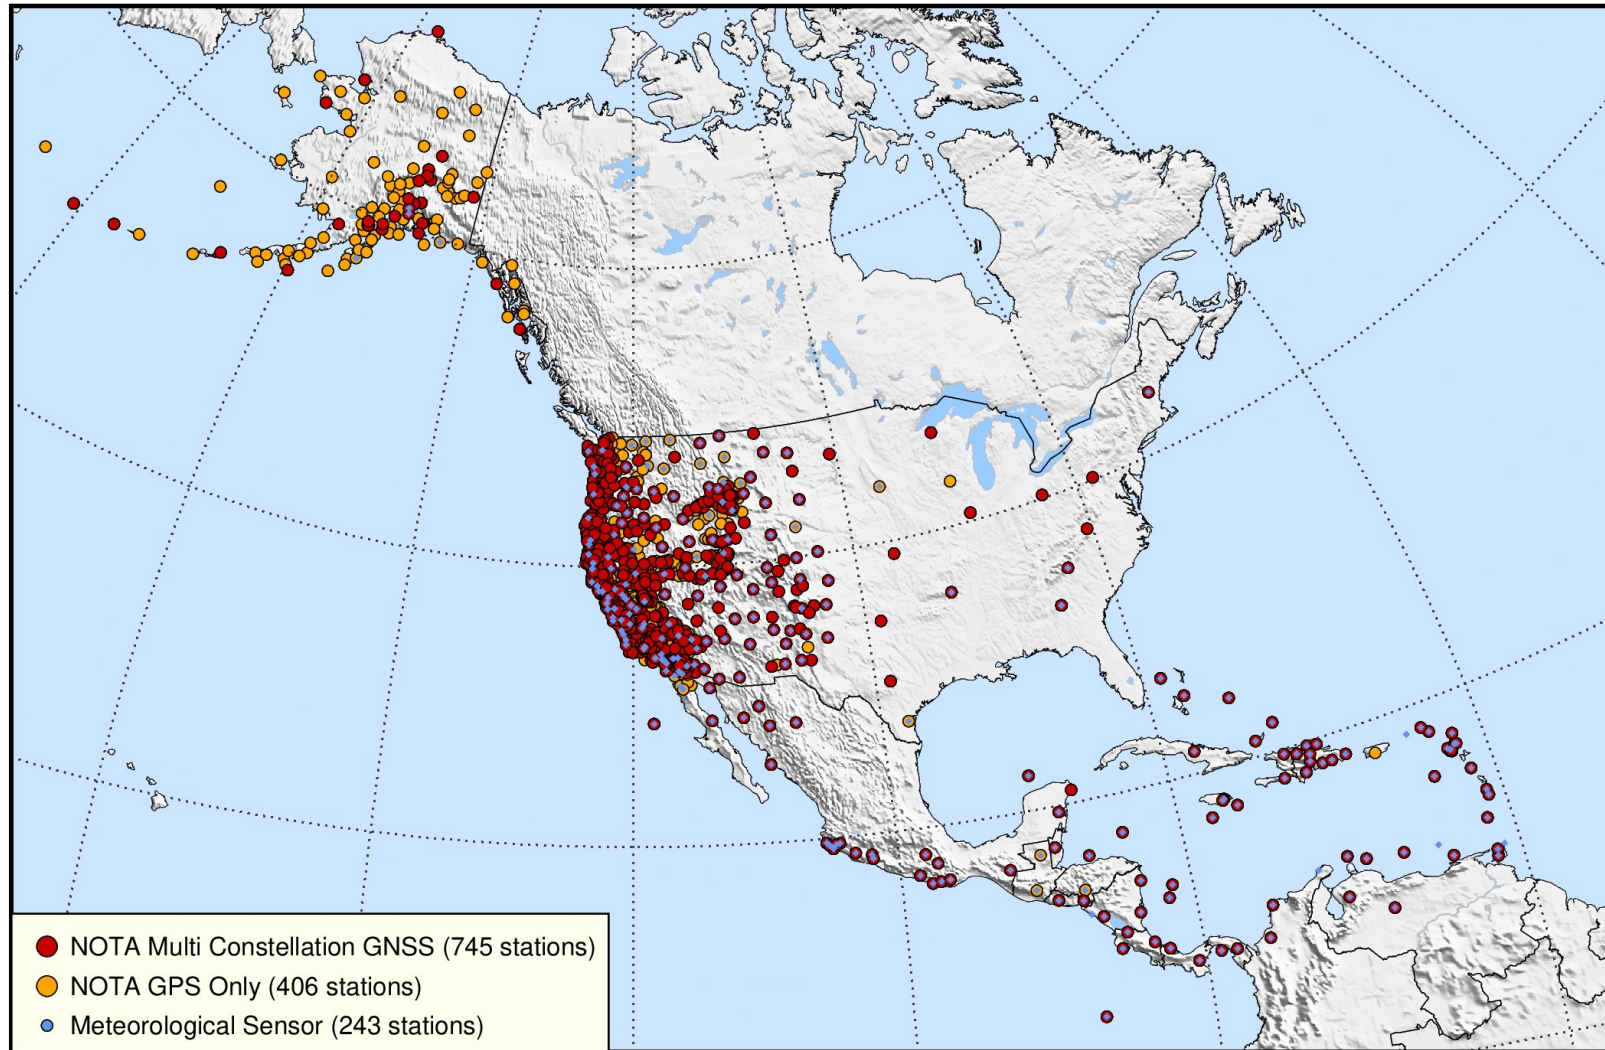 NOTA Multi Constellation GNSS (745 stations)
NOTA GPS Only (406 stations)
Meteorological Sensor (243 stations)